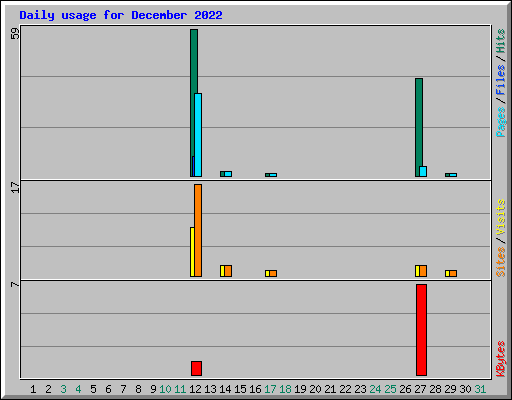 Daily usage for December 2022
59
17
7
Pages / Files / Hits
Sites / Visits
KBytes
1 2 3 4 5 6 7 8 9 10 11 12 13 14 15 16 17 18 19 20 21 22 23 24 25 26 27 28 29 30 31